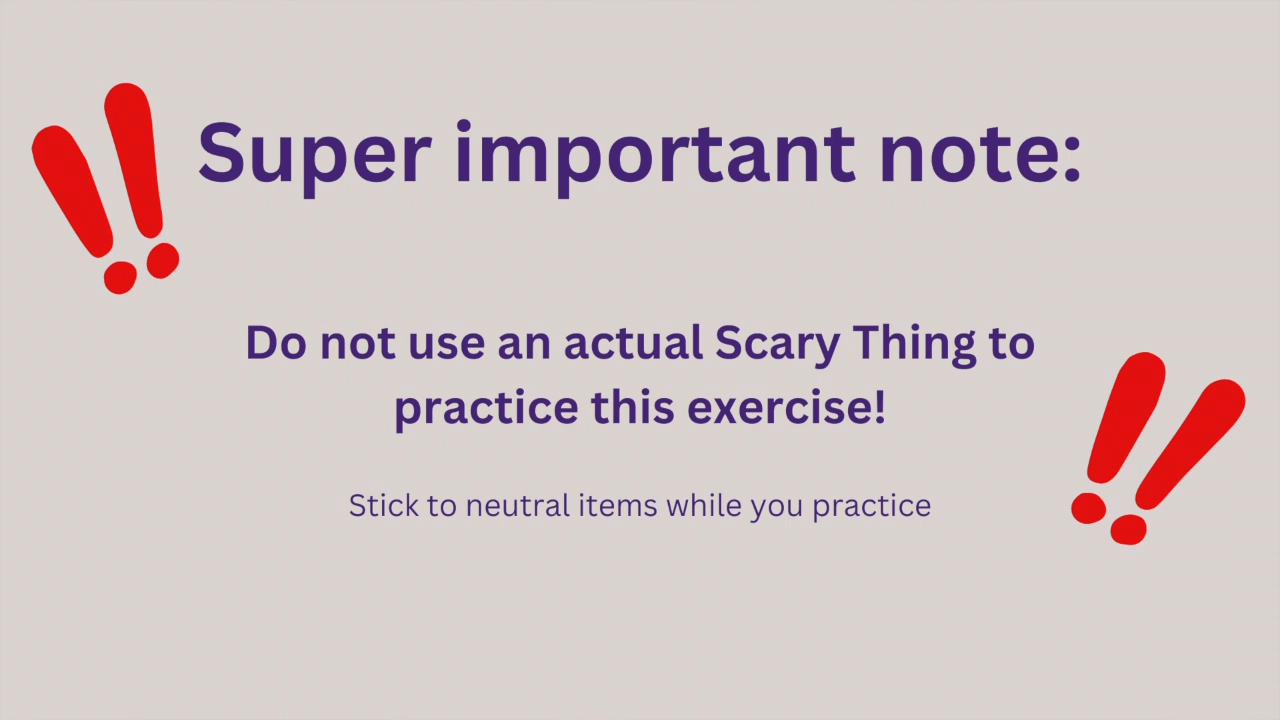 Super important note:
Do not use an actual Scary Thing to
practice this exercise!
Stick to neutral items while you practice